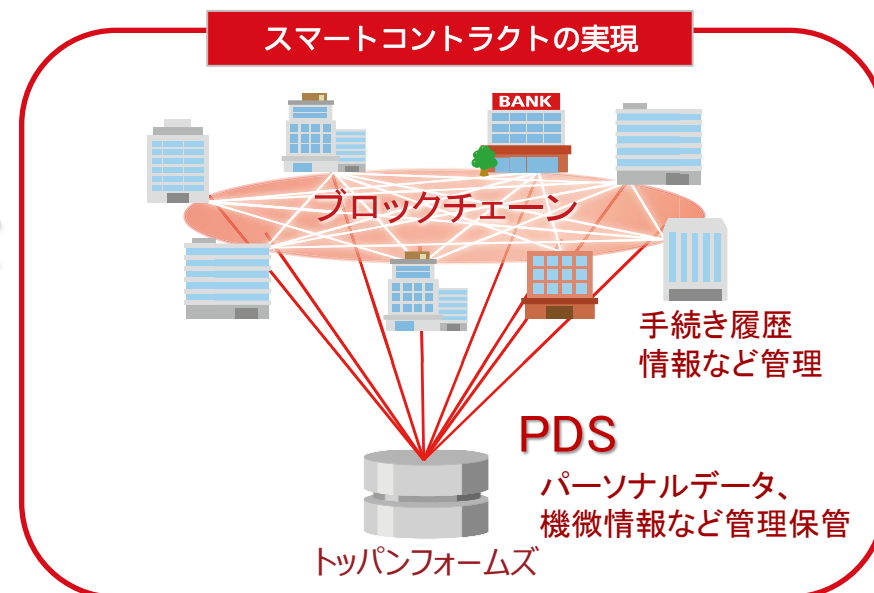 スマートコントラクトの実現
BANK
ブロックチェーン
手続き履歴
情報など管理
PDS
パーソナルデータ、
機微情報など管理保管
トッパンフォームズ